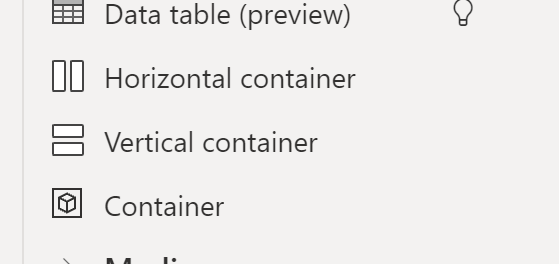 Data table (preview)
Horizontal container
Vertical container
Container